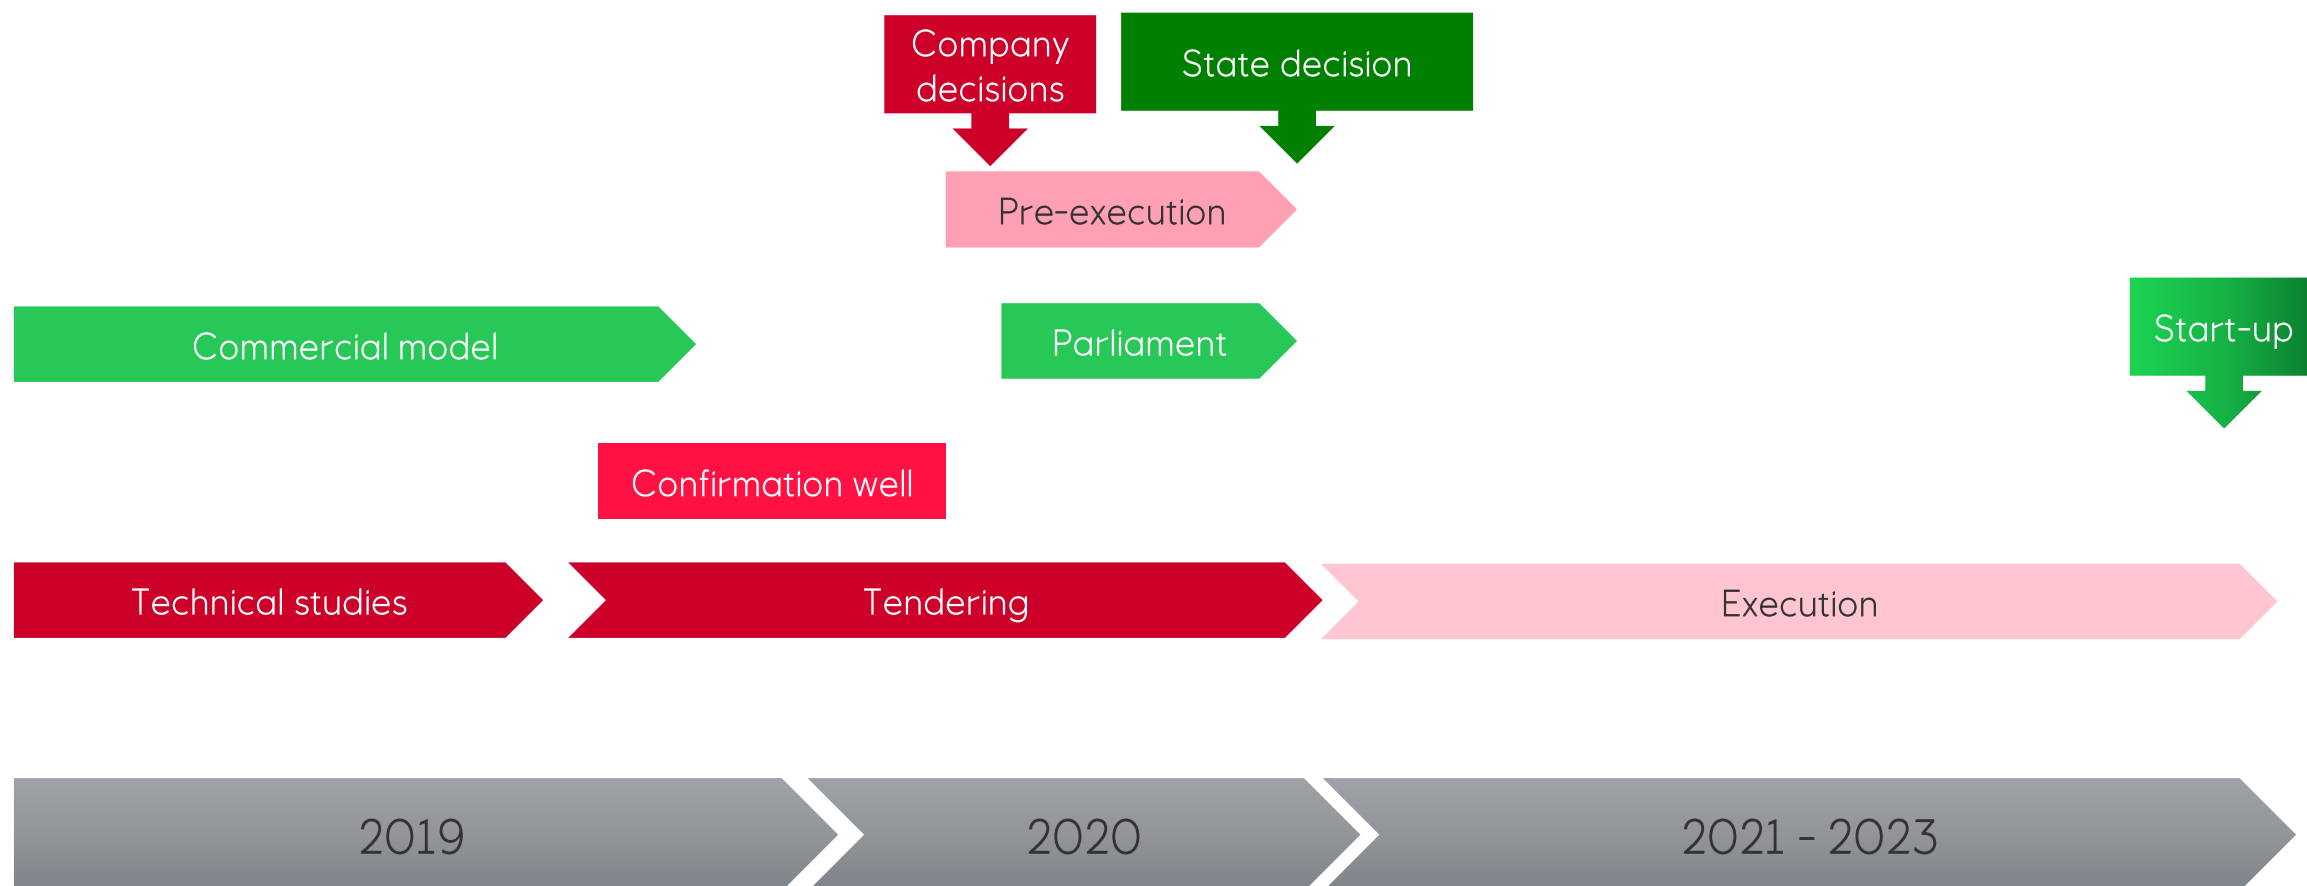 Company
decisions
State decision
Pre-execution
Commercial model
Parliament
Start-up
Confirmation well
Technical studies
Tendering
Execution
2019
2020
2021 - 2023